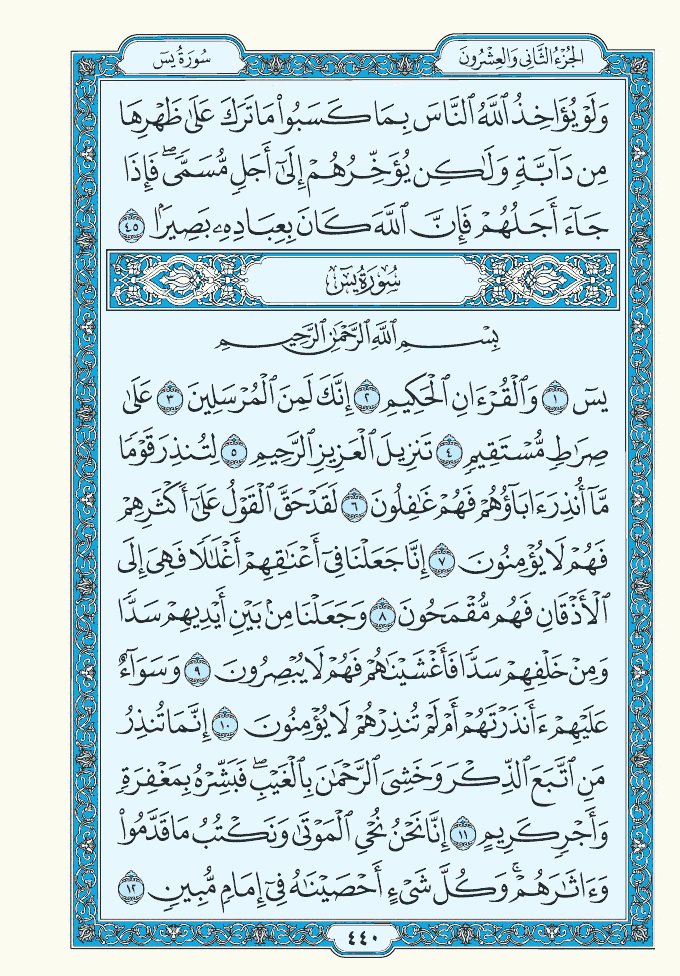 الجُزْءُ الثَّانِي وَالعِشْرُونَ
سُورَةُ يسٓ
وَلَوۡ يُؤَاخِذُ ٱللَّهُ ٱلنَّاسَ بِمَا كَسَبُواْ مَا تَرَكَ عَلَىٰ ظَهۡرِهَا
مِن دَآبَّةٖ وَلَٰكِن يُؤَخِّرُهُمۡ إِلَىٰٓ أَجَلٖ مُّسَمّٗىۖ فَإِذَا
جَآءَ أَجَلُهُمۡ فَإِنَّ ٱللَّهَ كَانَ بِعِبَادِهِۦ بَصِيرَۢا ٤٥
سُورَةُ يسٓ
بِسۡمِ ٱللَّهِ ٱلرَّحۡمَٰنِ ٱلرَّحِيمِ
يسٓ ١ وَٱلۡقُرۡءَانِ ٱلۡحَكِيمِ ٢ إِنَّكَ لَمِنَ ٱلۡمُرۡسَلِينَ ٣ عَلَىٰ
صِرَٰطٖ مُّسۡتَقِيمٖ ٤ تَنزِيلَ ٱلۡعَزِيزِ ٱلرَّحِيمِ ٥ لِتُنذِرَ قَوۡمٗا
مَّآ أُنذِرَ ءَابَآؤُهُمۡ فَهُمۡ غَٰفِلُونَ ٦ لَقَدۡ حَقَّ ٱلۡقَوۡلُ عَلَىٰٓ أَكۡثَرِهِمۡ
فَهُمۡ لَا يُؤۡمِنُونَ ٧ إِنَّا جَعَلۡنَا فِيٓ أَعۡنَٰقِهِمۡ أَغۡلَٰلٗا فَهِيَ إِلَى
ٱلۡأَذۡقَانِ فَهُم مُّقۡمَحُونَ ٨ وَجَعَلۡنَا مِنۢ بَيۡنِ أَيۡدِيهِمۡ سَدّٗا
وَمِنۡ خَلۡفِهِمۡ سَدّٗا فَأَغۡشَيۡنَٰهُمۡ فَهُمۡ لَا يُبۡصِرُونَ ٩ وَسَوَآءٌ
عَلَيۡهِمۡ ءَأَنذَرۡتَهُمۡ أَمۡ لَمۡ تُنذِرۡهُمۡ لَا يُؤۡمِنُونَ ١٠ إِنَّمَا تُنذِرُ
مَنِ ٱتَّبَعَ ٱلذِّكۡرَ وَخَشِيَ ٱلرَّحۡمَٰنَ بِٱلۡغَيۡبِۖ فَبَشِّرۡهُ بِمَغۡفِرَةٖ
وَأَجۡرٖ كَرِيمٍ ١١ إِنَّا نَحۡنُ نُحۡيِ ٱلۡمَوۡتَىٰ وَنَكۡتُبُ مَا قَدَّمُواْ
وَءَاثَٰرَهُمۡۚ وَكُلَّ شَيۡءٍ أَحۡصَيۡنَٰهُ فِيٓ إِمَامٖ مُّبِينٖ ١٢
٤٤٠